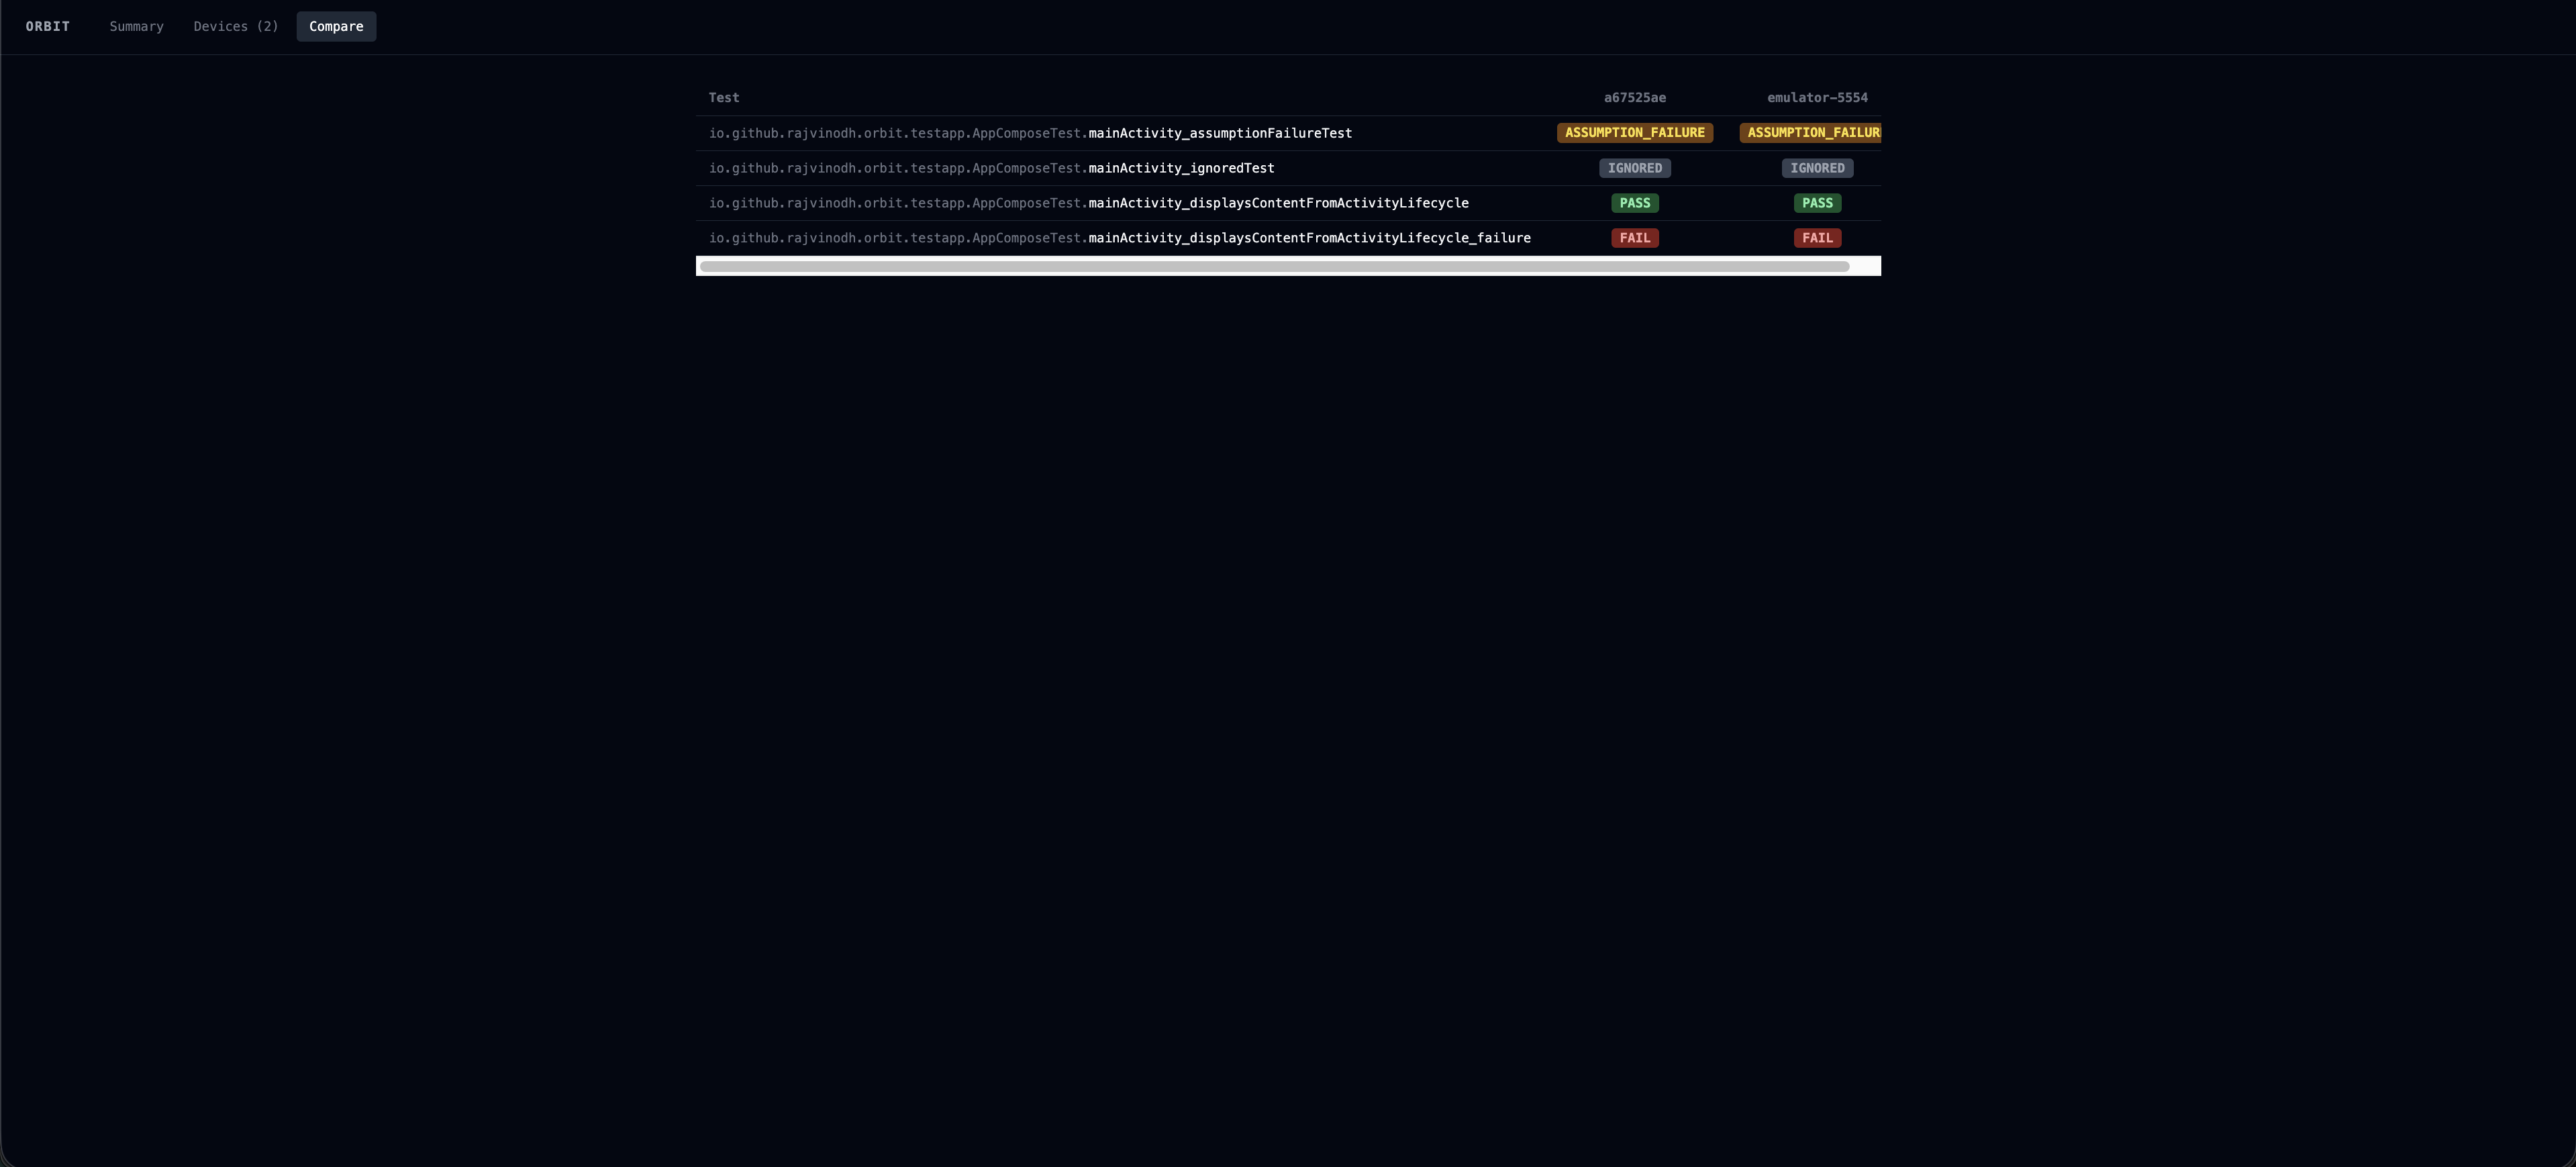 ORBIT Summary Devices (2) Compare
Test a67525ae emulator-5554
io.github.rajvinodh.orbit.testapp.AppComposeTest.mainActivity_assumptionFailureTest ASSUMPTION_FAILURE ASSUMPTION_FAILUR
io.github.rajvinodh.orbit.testapp.AppComposeTest.mainActivity_ignoredTest IGNORED IGNORED
io.github.rajvinodh.orbit.testapp.AppComposeTest.mainActivity_displaysContentFromActivityLifecycle PASS PASS
io.github.rajvinodh.orbit.testapp.AppComposeTest.mainActivity_displaysContentFromActivityLifecycle_failure FAIL FAIL